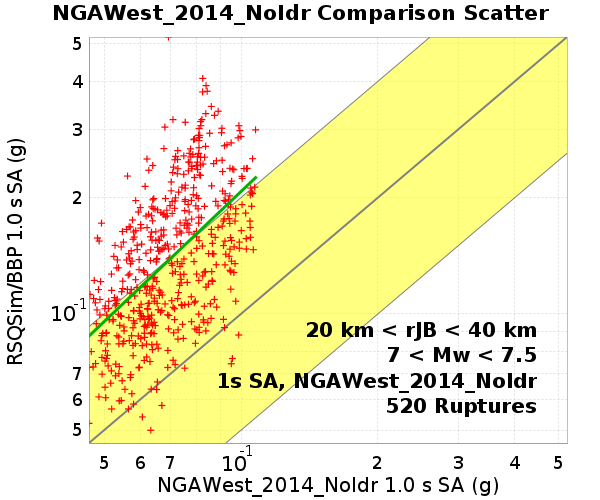 NGAWest_2014_NoIdr Comparison Scatter
RSQSim/BBP 1.0 s SA (g)
5
4
3
2
10-1
7
6
5
20 km < rJB < 40 km
7 < Mw < 7.5
1s SA, NGAWest_2014_NoIdr
520 Ruptures
5 6 7 10-1 2 3 4 5
NGAWest_2014_NoIdr 1.0 s SA (g)